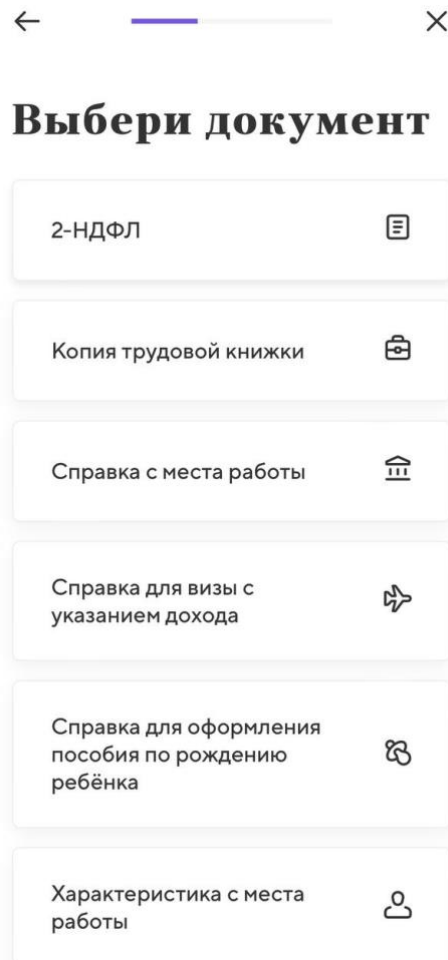 Выбери документ
2-НДФЛ
Копия трудовой книжки
Справка с места работы
Справка для визы с
указанием дохода
Справка для оформления
пособия по рождению
ребёнка
Характеристика с места
работы